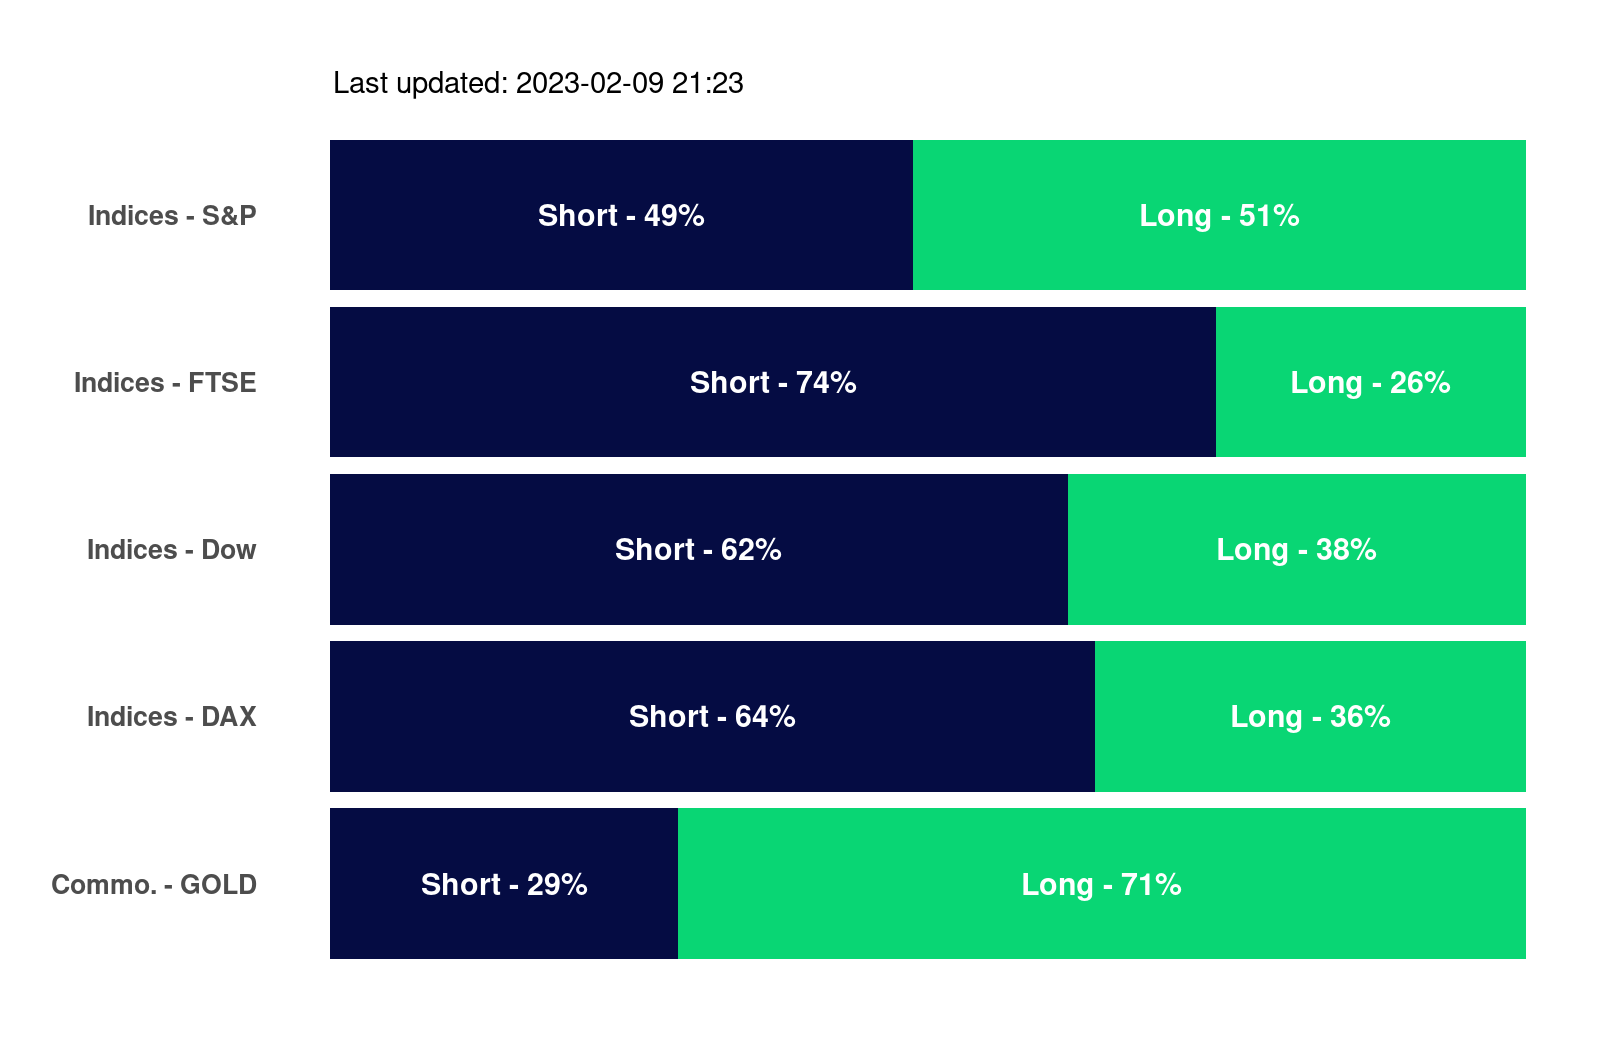 Last updated: 2023-02-09 21:23
Indices - S&P Short - 49% Long - 51%
Indices - FTSE Short - 74% Long - 26%
Indices - Dow Short - 62% Long - 38%
Indices - DAX Short - 64% Long - 36%
Commo. - GOLD Short - 29% Long - 71%